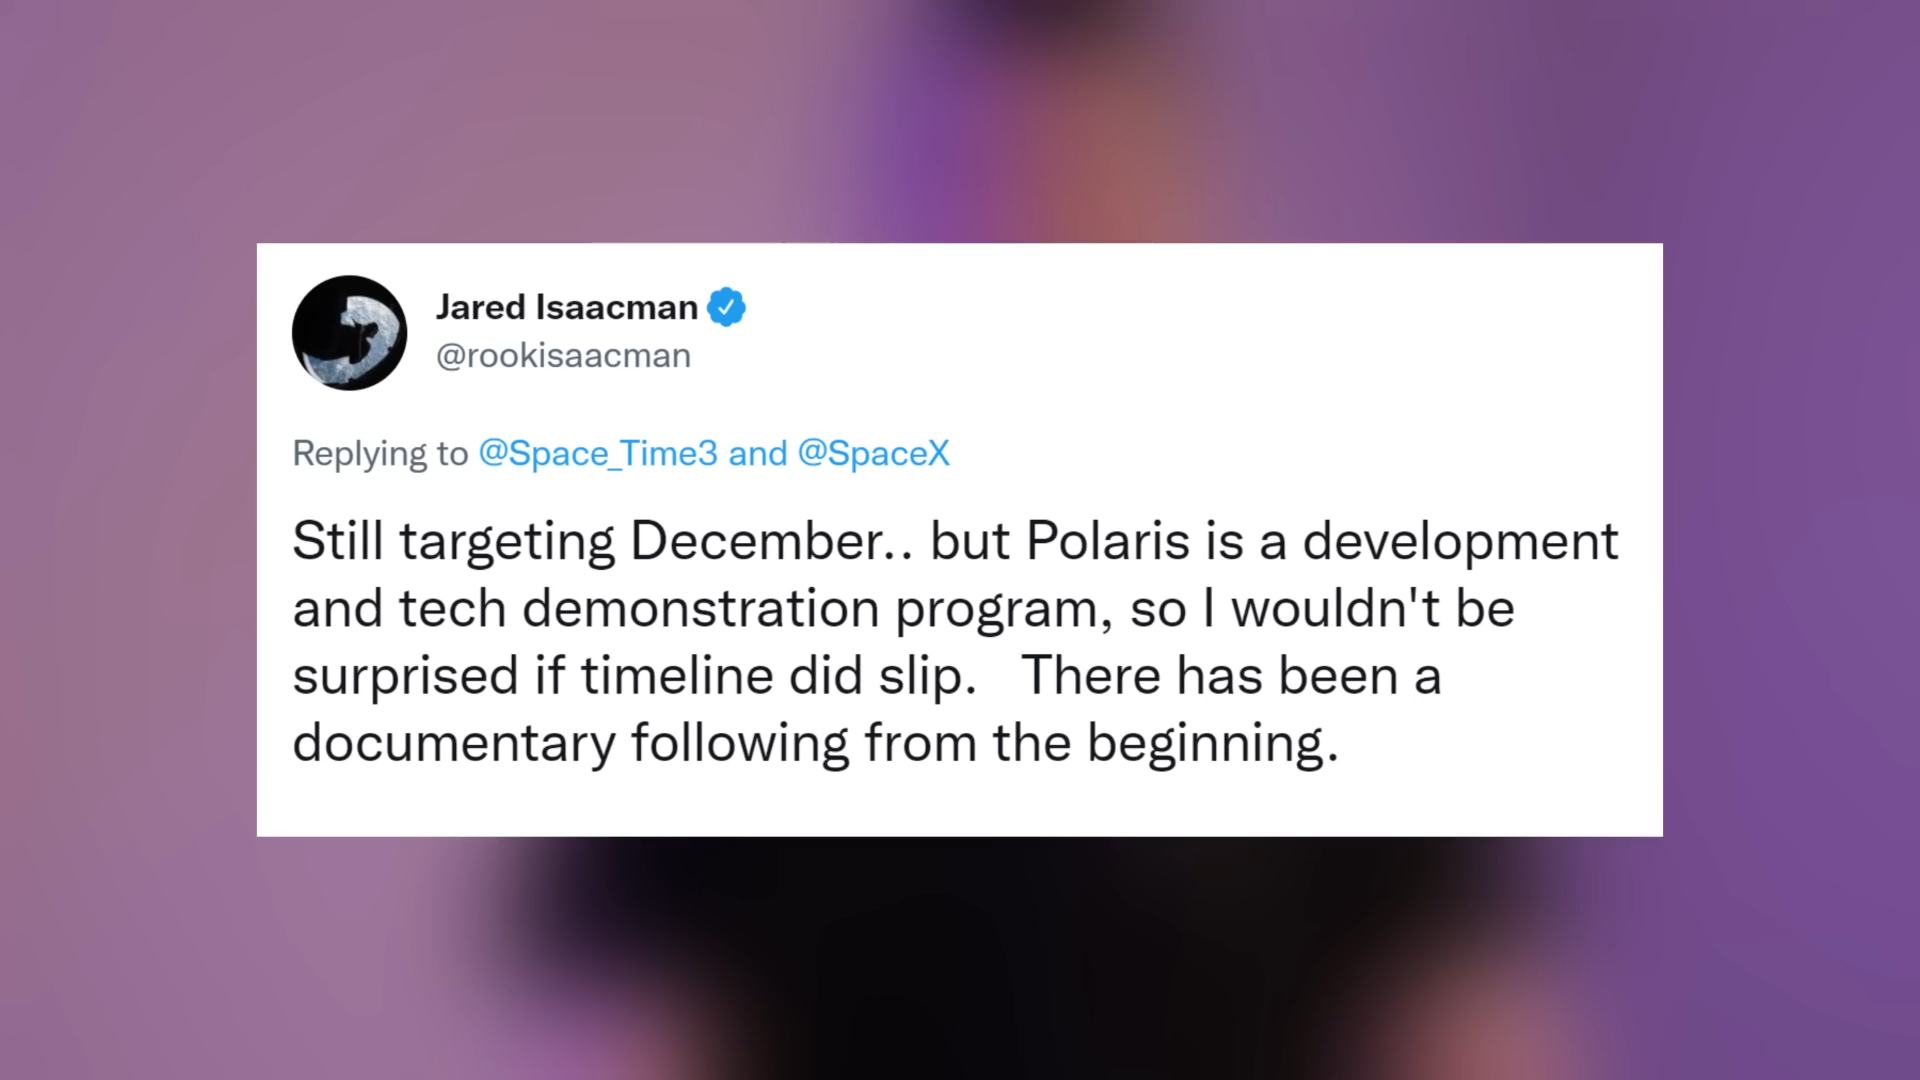 Jared Isaacman
@rookisaacman
Replying to @Space_Time3 and @SpaceX
Still targeting December.. but Polaris is a development
and tech demonstration program, so I wouldn't be
surprised if timeline did slip.   There has been a
documentary following from the beginning.